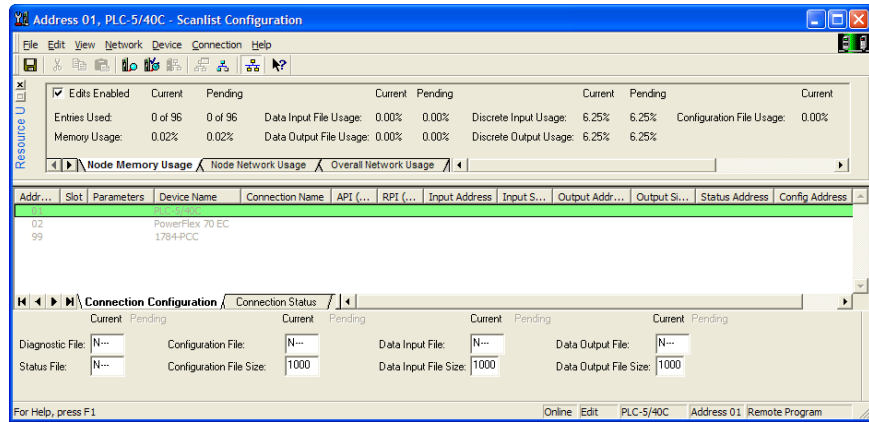 Address 01, PLC-5/40C - Scanlist Configuration
File Edit View Network Device Connection Help
Edits Enabled Current Pending Current Pending Current Pending Current
Entries Used: 0 of 96 0 of 96 Data Input File Usage: 0.00% 0.00% Discrete Input Usage: 6.25% 6.25% Configuration File Usage: 0.00%
Memory Usage: 0.02% 0.02% Data Output File Usage: 0.00% 0.00% Discrete Output Usage: 6.25% 6.25%
Resource U
Node Memory Usage Node Network Usage Overall Network Usage
Addr... Slot Parameters Device Name Connection Name API (... RPI (... Input Address Input S... Output Addr... Output Si... Status Address Config Address
01 PLC-5/40C
02 PowerFlex 70 EC
99 1784-PCC
Connection Configuration Connection Status
Current Pending Current Pending Current Pending Current Pending
Diagnostic File: N--- Configuration File: N--- Data Input File: N--- Data Output File: N---
Status File: N--- Configuration File Size: 1000 Data Input File Size: 1000 Data Output File Size: 1000
For Help, press F1 Online Edit PLC-5/40C Address 01 Remote Program